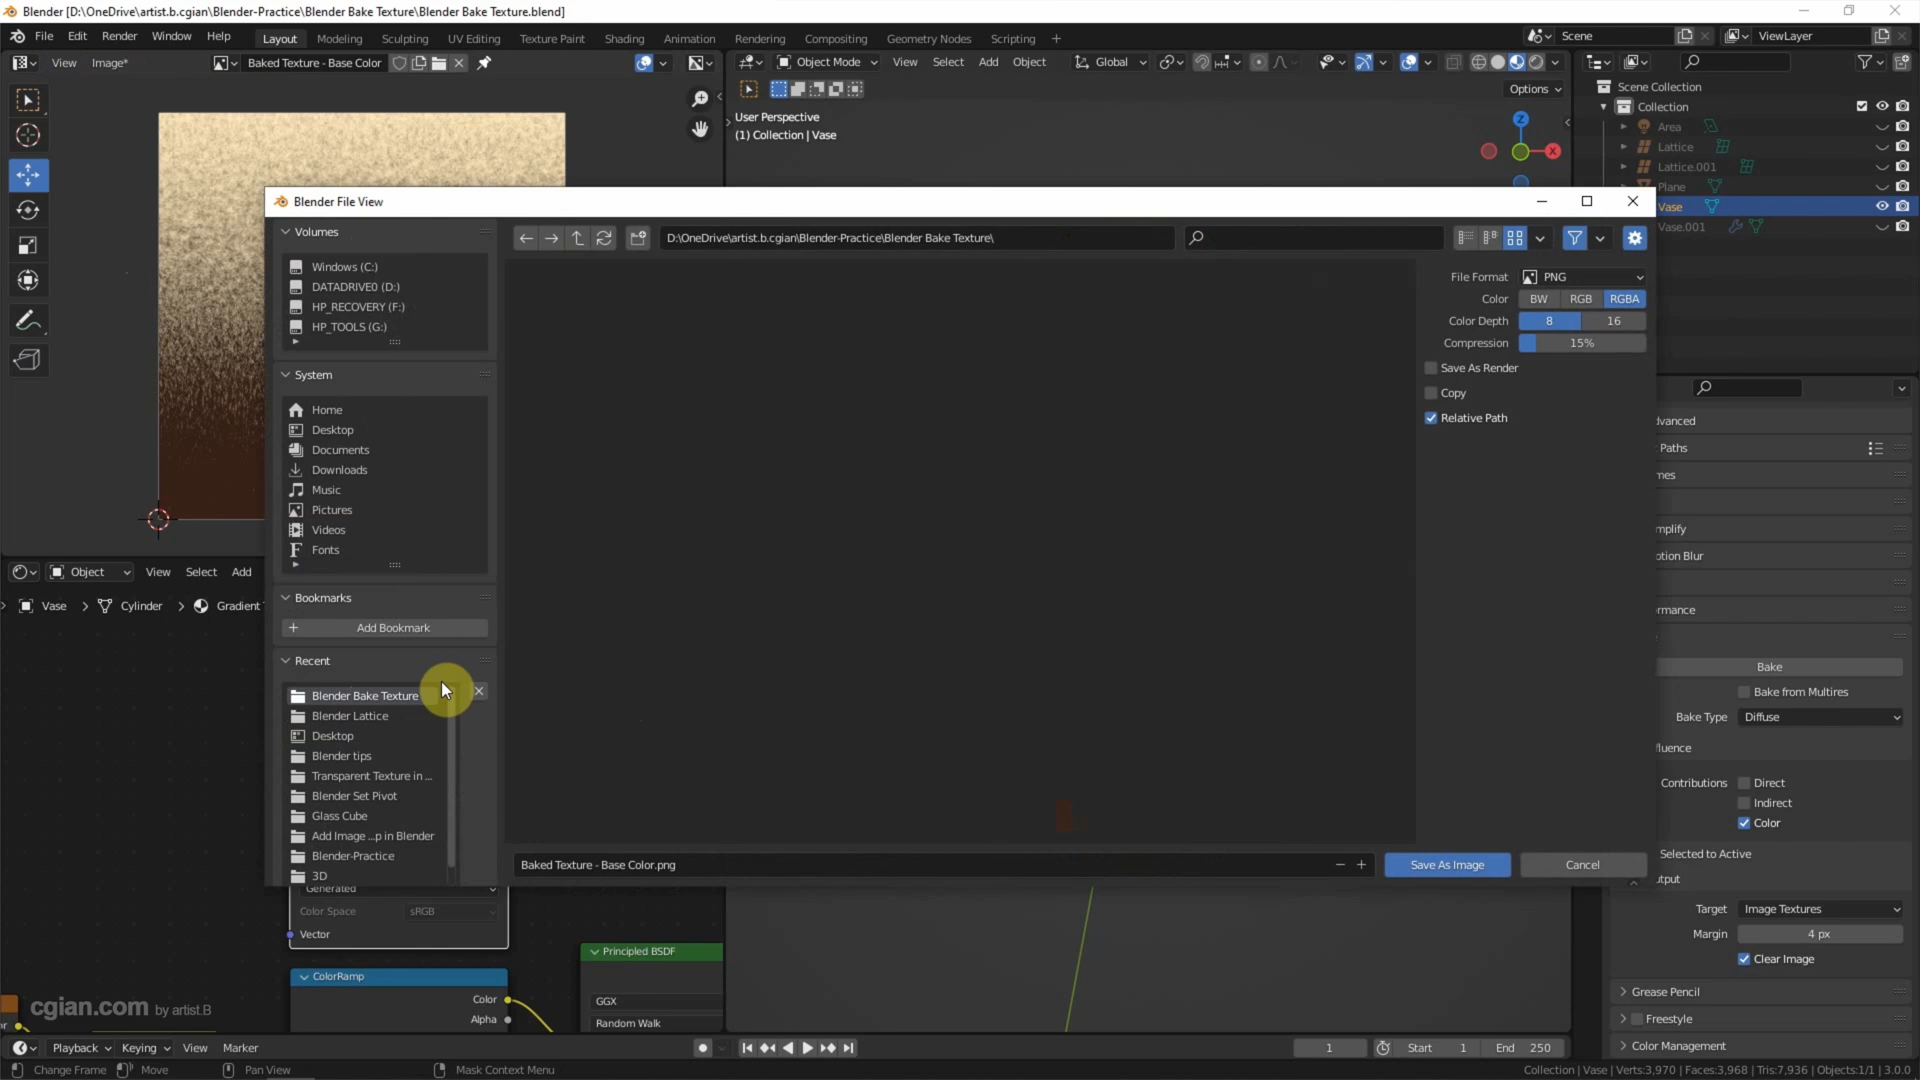 Blender [D:\OneDrive\artist.b.cgian\Blender-Practice\Blender Bake Texture\Blender Bake Texture.blend]
File Edit Render Window Help Layout Modeling Sculpting UV Editing Texture Paint Shading Animation Rendering Compositing Geometry Nodes Scripting + Scene ViewLayer
View Image* Baked Texture - Base Color Object Mode View Select Add Object Global
Options
User Perspective
(1) Collection | Vase
Z
X
Scene Collection
Collection
Area
Lattice
Lattice.001
Plane
Vase
Vase.001
Blender File View
Volumes
Windows (C:)
DATADRIVE0 (D:)
HP_RECOVERY (F:)
HP_TOOLS (G:)
System
Home
Desktop
Documents
Downloads
Music
Pictures
Videos
Fonts
Bookmarks
+ Add Bookmark
Recent
Blender Bake Texture
Blender Lattice
Desktop
Blender tips
Transparent Texture in ...
Blender Set Pivot
Glass Cube
Add Image ...p in Blender
Blender-Practice
3D
D:\OneDrive\artist.b.cgian\Blender-Practice\Blender Bake Texture\
File Format PNG
Color BW RGB RGBA
Color Depth 8 16
Compression 15%
Save As Render
Copy
Relative Path
Baked Texture - Base Color.png
Save As Image
Cancel
Object View Select Add
Vase > Cylinder > Gradient
Generated
Color Space sRGB
Vector
ColorRamp
Color
Alpha
Principled BSDF
GGX
Random Walk
cgian.com by artist.B
dvanced
Paths
mes
mplify
otion Blur
rmance
Bake
Bake from Multires
Bake Type Diffuse
fluence
Contributions Direct
Indirect
Color
Selected to Active
utput
Target Image Textures
Margin 4 px
Clear Image
Grease Pencil
Freestyle
Color Management
Playback Keying View Marker 1 Start 1 End 250
Change Frame Move Pan View Mask Context Menu Collection | Vase | Verts:3,970 | Faces:3,968 | Tris:7,936 | Objects:1/1 | 3.0.0